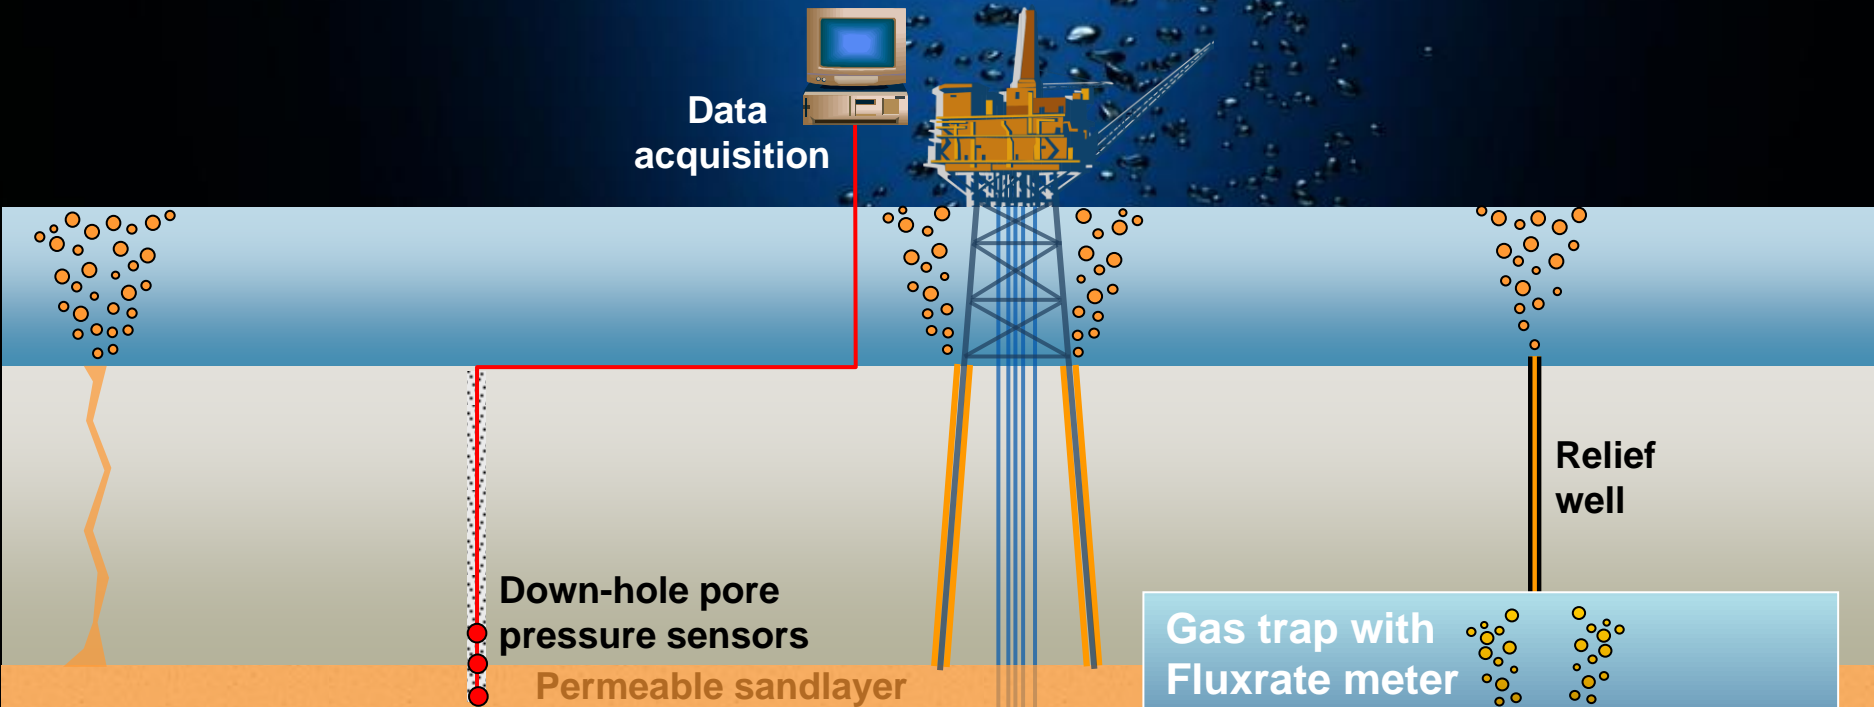 Data
acquisition
Relief
well
Down-hole pore
pressure sensors
Permeable sandlayer
Gas trap with
Fluxrate meter